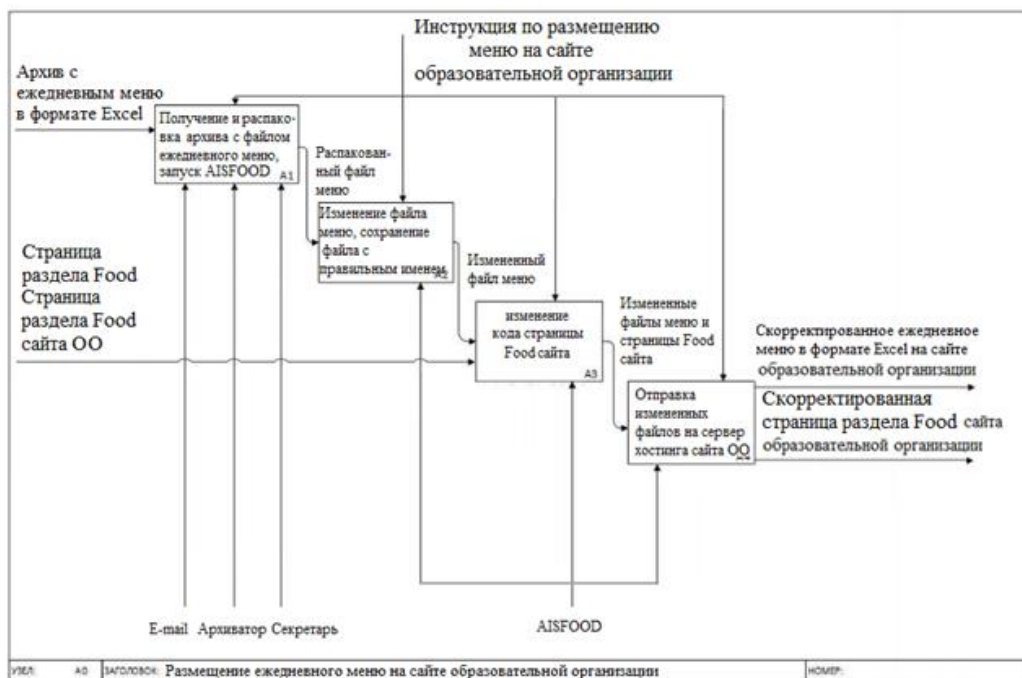 Инструкция по размещению
меню на сайте
образовательной организации
Архив с
ежедневным меню
в формате Excel
Получение и распако-
вка архива с файлом
ежедневного меню,
запуск AISFOOD
A1
Распакован-
ный файл
меню
Изменение файла
меню, сохранение
файла с
правильным именем
A2
Страница
раздела Food
Страница
раздела Food
сайта ОО
Измененный
файл меню
изменение
кода страницы
Food сайта
A3
Измененные
файлы меню и
страницы Food
сайта
Скорректированное ежедневное
меню в формате Excel на сайте
образовательной организации
Отправка
измененных
файлов на сервер
хостинга сайта ОО
Скорректированная
страница раздела Food сайта
образовательной организации
E-mail Архиватор Секретарь
AISFOOD
УЗЕЛ: A0 ЗАГОЛОВОК: Размещение ежедневного меню на сайте образовательной организации НОМЕР: